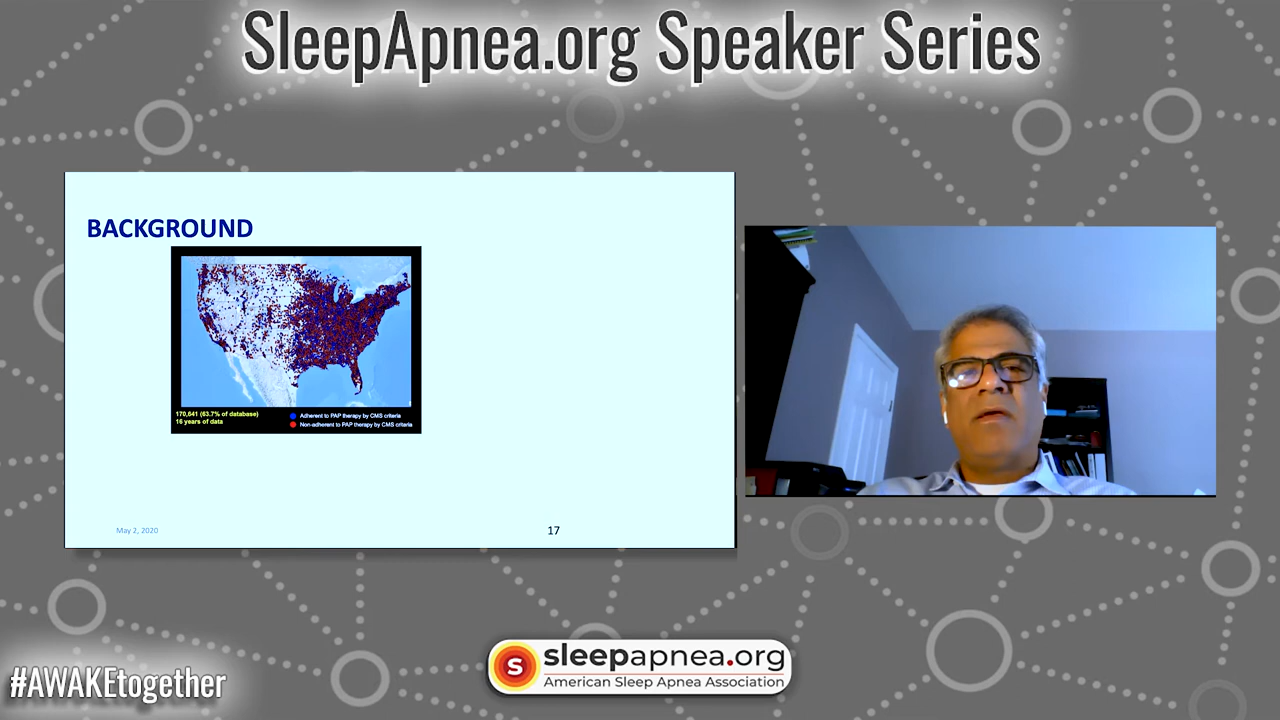 SleepApnea.org Speaker Series
BACKGROUND
170,641 (63.7% of database)
16 years of data
Adherent to PAP therapy by CMS criteria
Non-adherent to PAP therapy by CMS criteria
May 2, 2020
17
#AWAKEtogether
S
sleepapnea.org
American Sleep Apnea Association